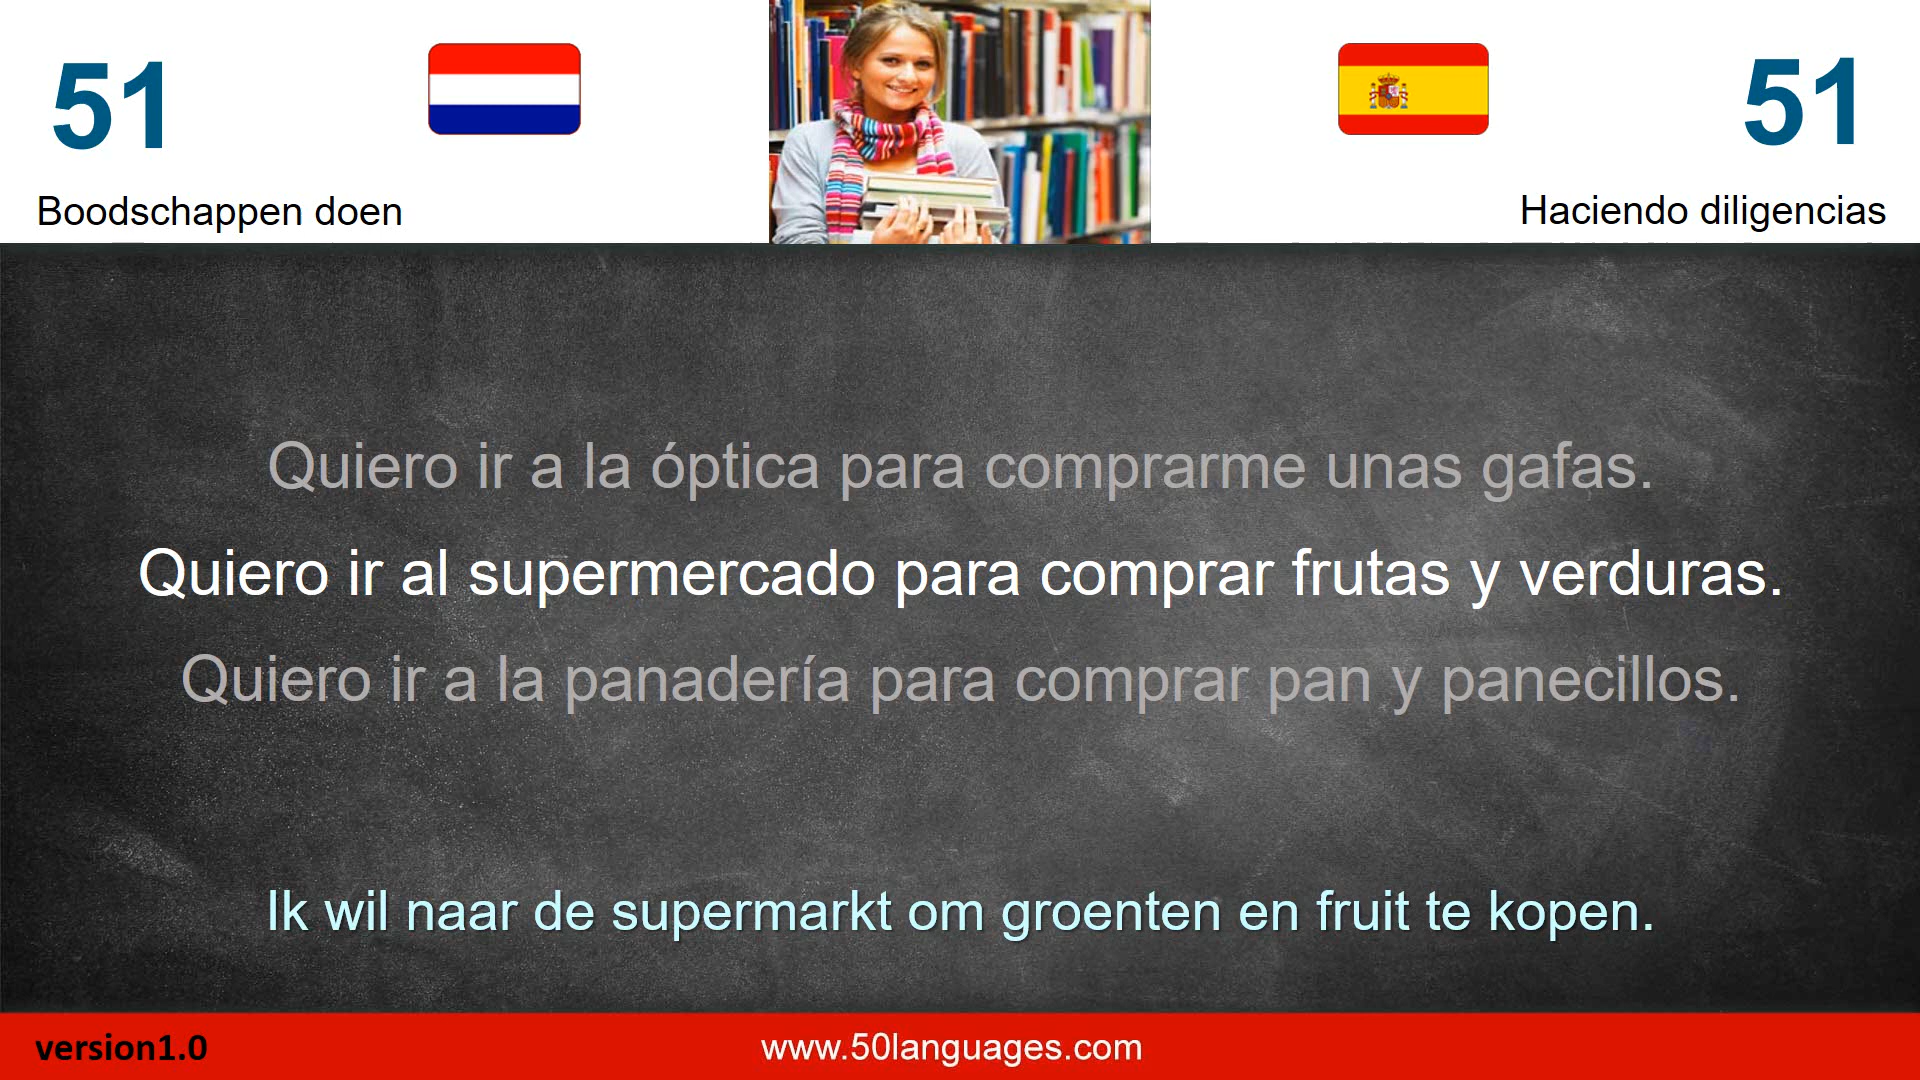 51
51
Boodschappen doen
Haciendo diligencias
Quiero ir a la óptica para comprarme unas gafas.
Quiero ir al supermercado para comprar frutas y verduras.
Quiero ir a la panadería para comprar pan y panecillos.
Ik wil naar de supermarkt om groenten en fruit te kopen.
version1.0
www.50languages.com